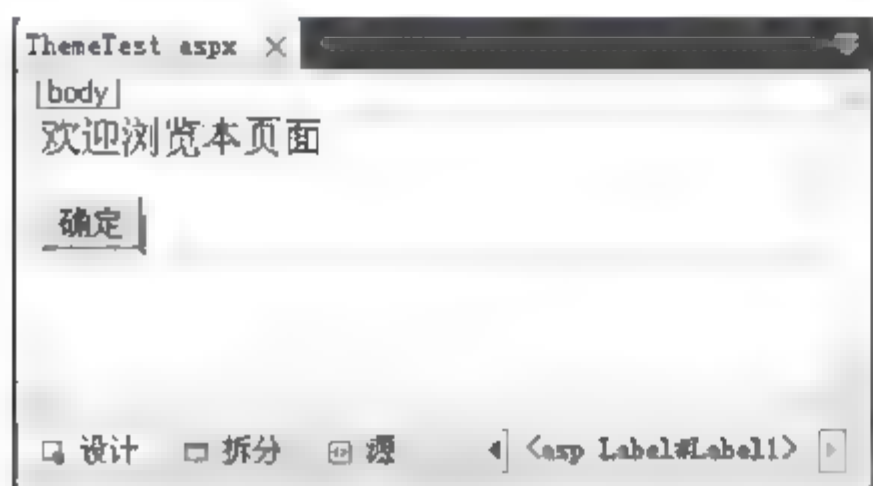 ThemeTest aspx ×
body
欢迎浏览本页面
确定
设计 拆分 源 <asp Label#Label1>